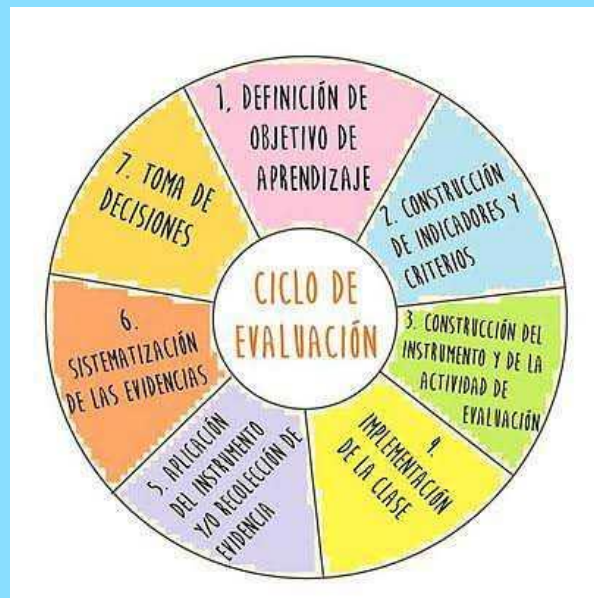 CICLO DE
EVALUACIÓN
1, DEFINICIÓN DE
OBJETIVO DE
APRENDIZAJE
2. CONSTRUCCIÓN
DE INDICADORES Y
CRITERIOS
3. CONSTRUCCIÓN DEL
INSTRUMENTO Y DE LA
ACTIVIDAD DE
EVALUACIÓN
4.
IMPLEMENTACIÓN
DE LA CLASE
5. APLICACIÓN
DEL INSTRUMENTO
Y/O RECOLECCIÓN DE
EVIDENCIA
6.
SISTEMATIZACIÓN
DE LAS EVIDENCIAS
7. TOMA DE
DECISIONES